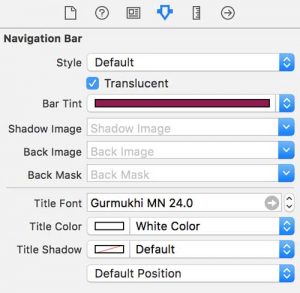 Navigation Bar
Style Default
Translucent
Bar Tint
Shadow Image Shadow Image
Back Image Back Image
Back Mask Back Mask
Title Font Gurmukhi MN 24.0
Title Color White Color
Title Shadow Default
Default Position